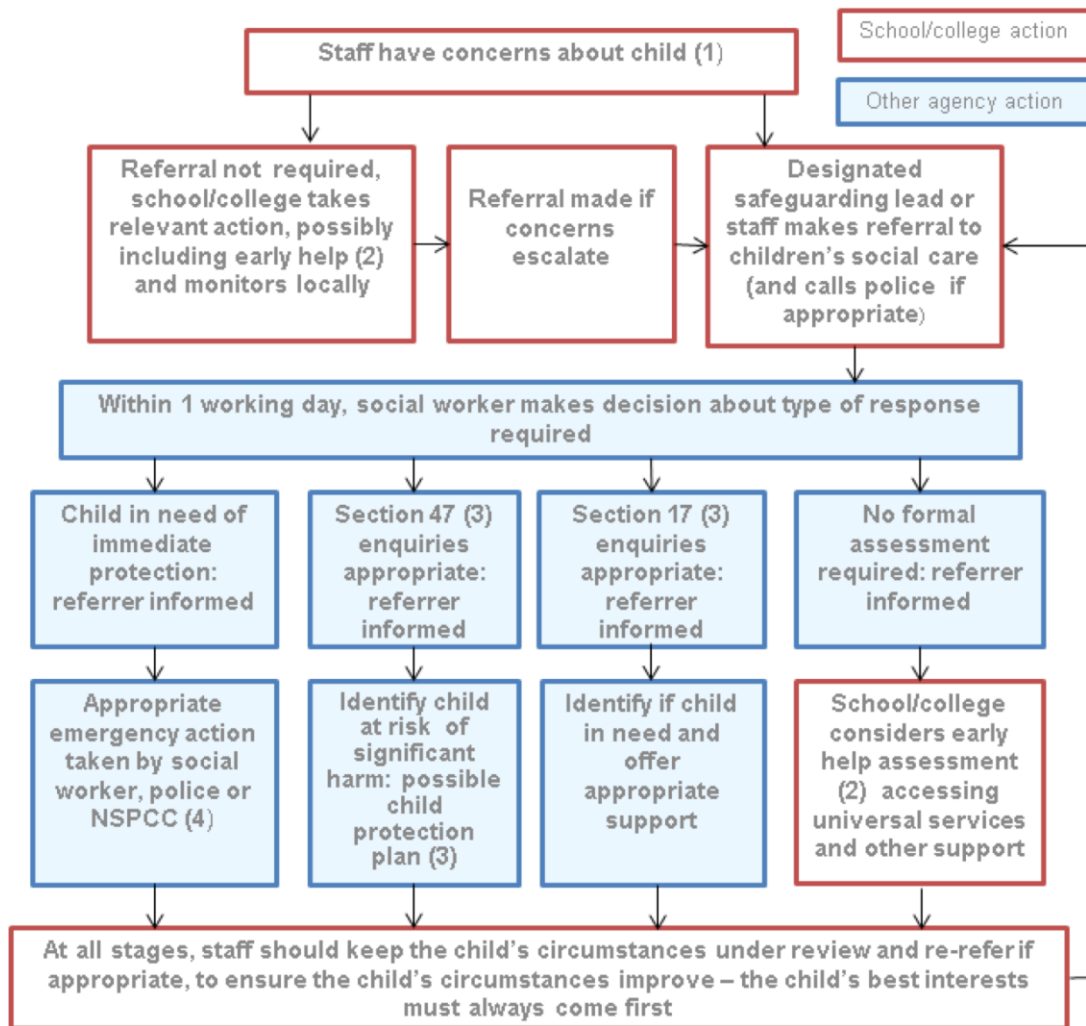 School/college action
Staff have concerns about child (1)
Other agency action
Referral not required,
school/college takes
relevant action, possibly
including early help (2)
and monitors locally
Referral made if
concerns
escalate
Designated
safeguarding lead or
staff makes referral to
children's social care
(and calls police if
appropriate)
Within 1 working day, social worker makes decision about type of response
required
Child in need of
immediate
protection:
referrer informed
Section 47 (3)
enquiries
appropriate:
referrer
informed
Section 17 (3)
enquiries
appropriate:
referrer
informed
No formal
assessment
required: referrer
informed
Appropriate
emergency action
taken by social
worker, police or
NSPCC (4)
Identify child
at risk of
significant
harm: possible
child
protection
plan (3)
Identify if child
in need and
offer
appropriate
support
School/college
considers early
help assessment
(2) accessing
universal services
and other support
At all stages, staff should keep the child's circumstances under review and re-refer if
appropriate, to ensure the child's circumstances improve – the child's best interests
must always come first